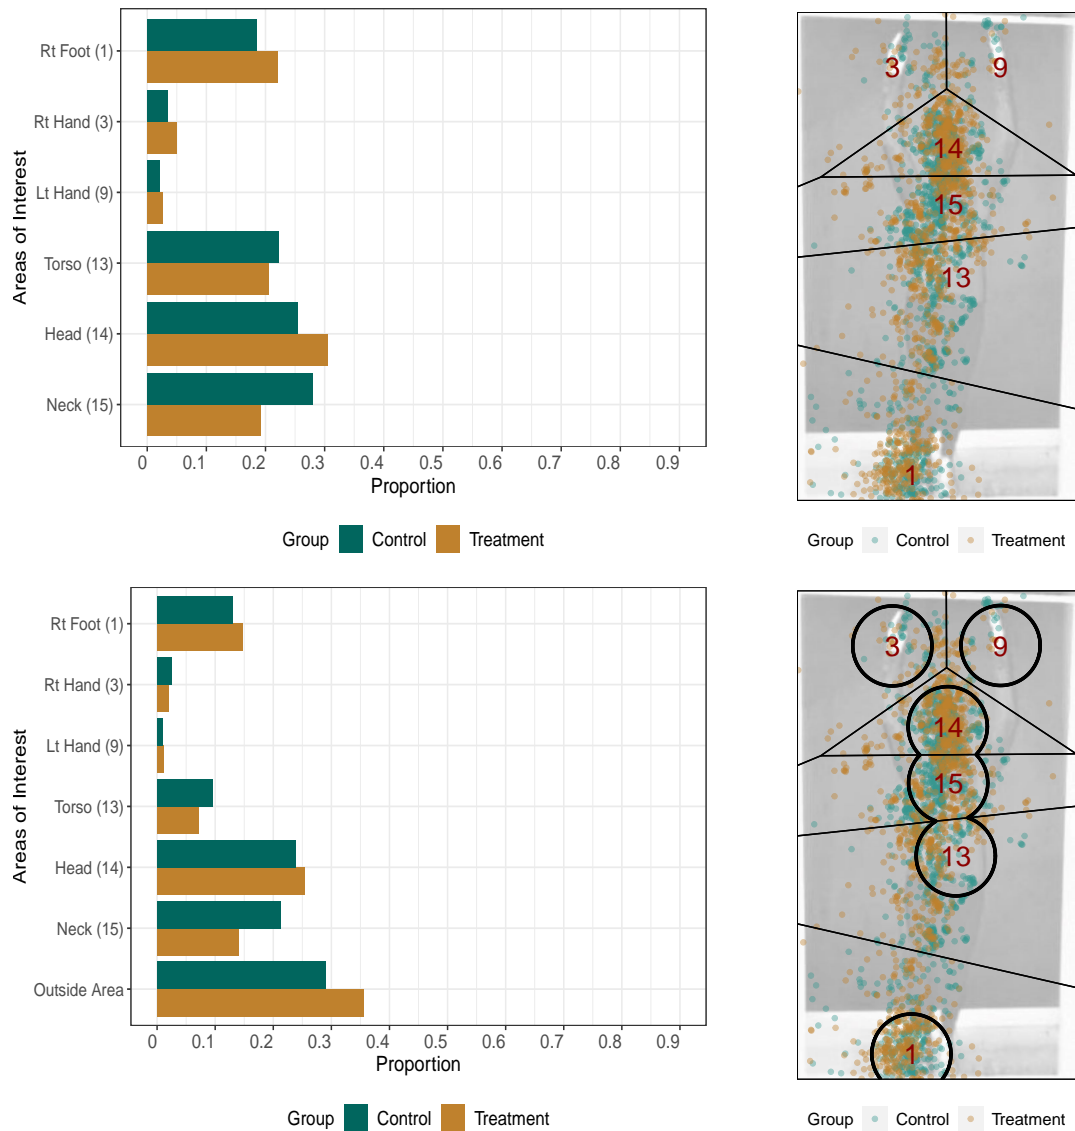 Areas of Interest
Rt Foot (1)
Rt Hand (3)
Lt Hand (9)
Torso (13)
Head (14)
Neck (15)
0 0.1 0.2 0.3 0.4 0.5 0.6 0.7 0.8 0.9
Proportion
Group Control Treatment
3 9
14
15
13
1
Group Control Treatment
Areas of Interest
Rt Foot (1)
Rt Hand (3)
Lt Hand (9)
Torso (13)
Head (14)
Neck (15)
Outside Area
0 0.1 0.2 0.3 0.4 0.5 0.6 0.7 0.8 0.9
Proportion
Group Control Treatment
3 9
14
15
13
1
Group Control Treatment